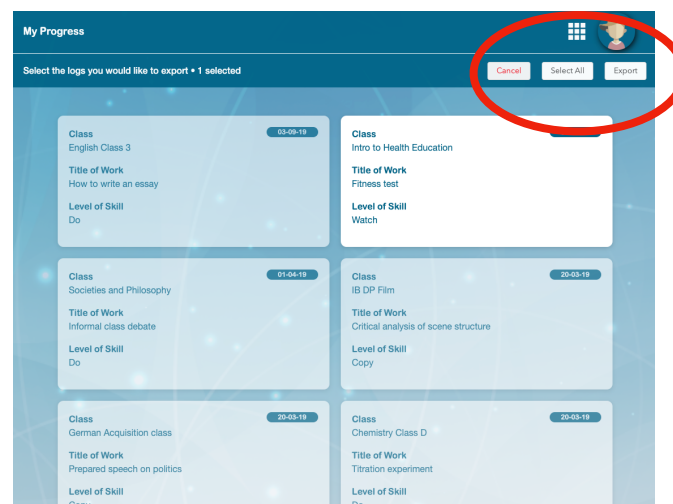 My Progress
Select the logs you would like to export • 1 selected
Cancel
Select All
Export
Class
03-09-19
English Class 3
Title of Work
How to write an essay
Level of Skill
Do
Class
Intro to Health Education
Title of Work
Fitness test
Level of Skill
Watch
Class
01-04-19
Societies and Philosophy
Title of Work
Informal class debate
Level of Skill
Do
Class
20-03-19
IB DP Film
Title of Work
Critical analysis of scene structure
Level of Skill
Copy
Class
20-03-19
German Acquisition class
Title of Work
Prepared speech on politics
Level of Skill
Class
20-03-19
Chemistry Class D
Title of Work
Titration experiment
Level of Skill